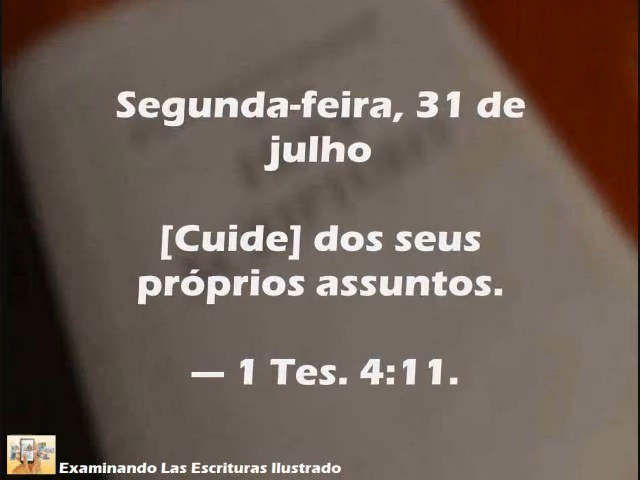 Segunda-feira, 31 de
julho
[Cuide] dos seus
próprios assuntos.
— 1 Tes. 4:11.
Examinando Las Escrituras Ilustrado